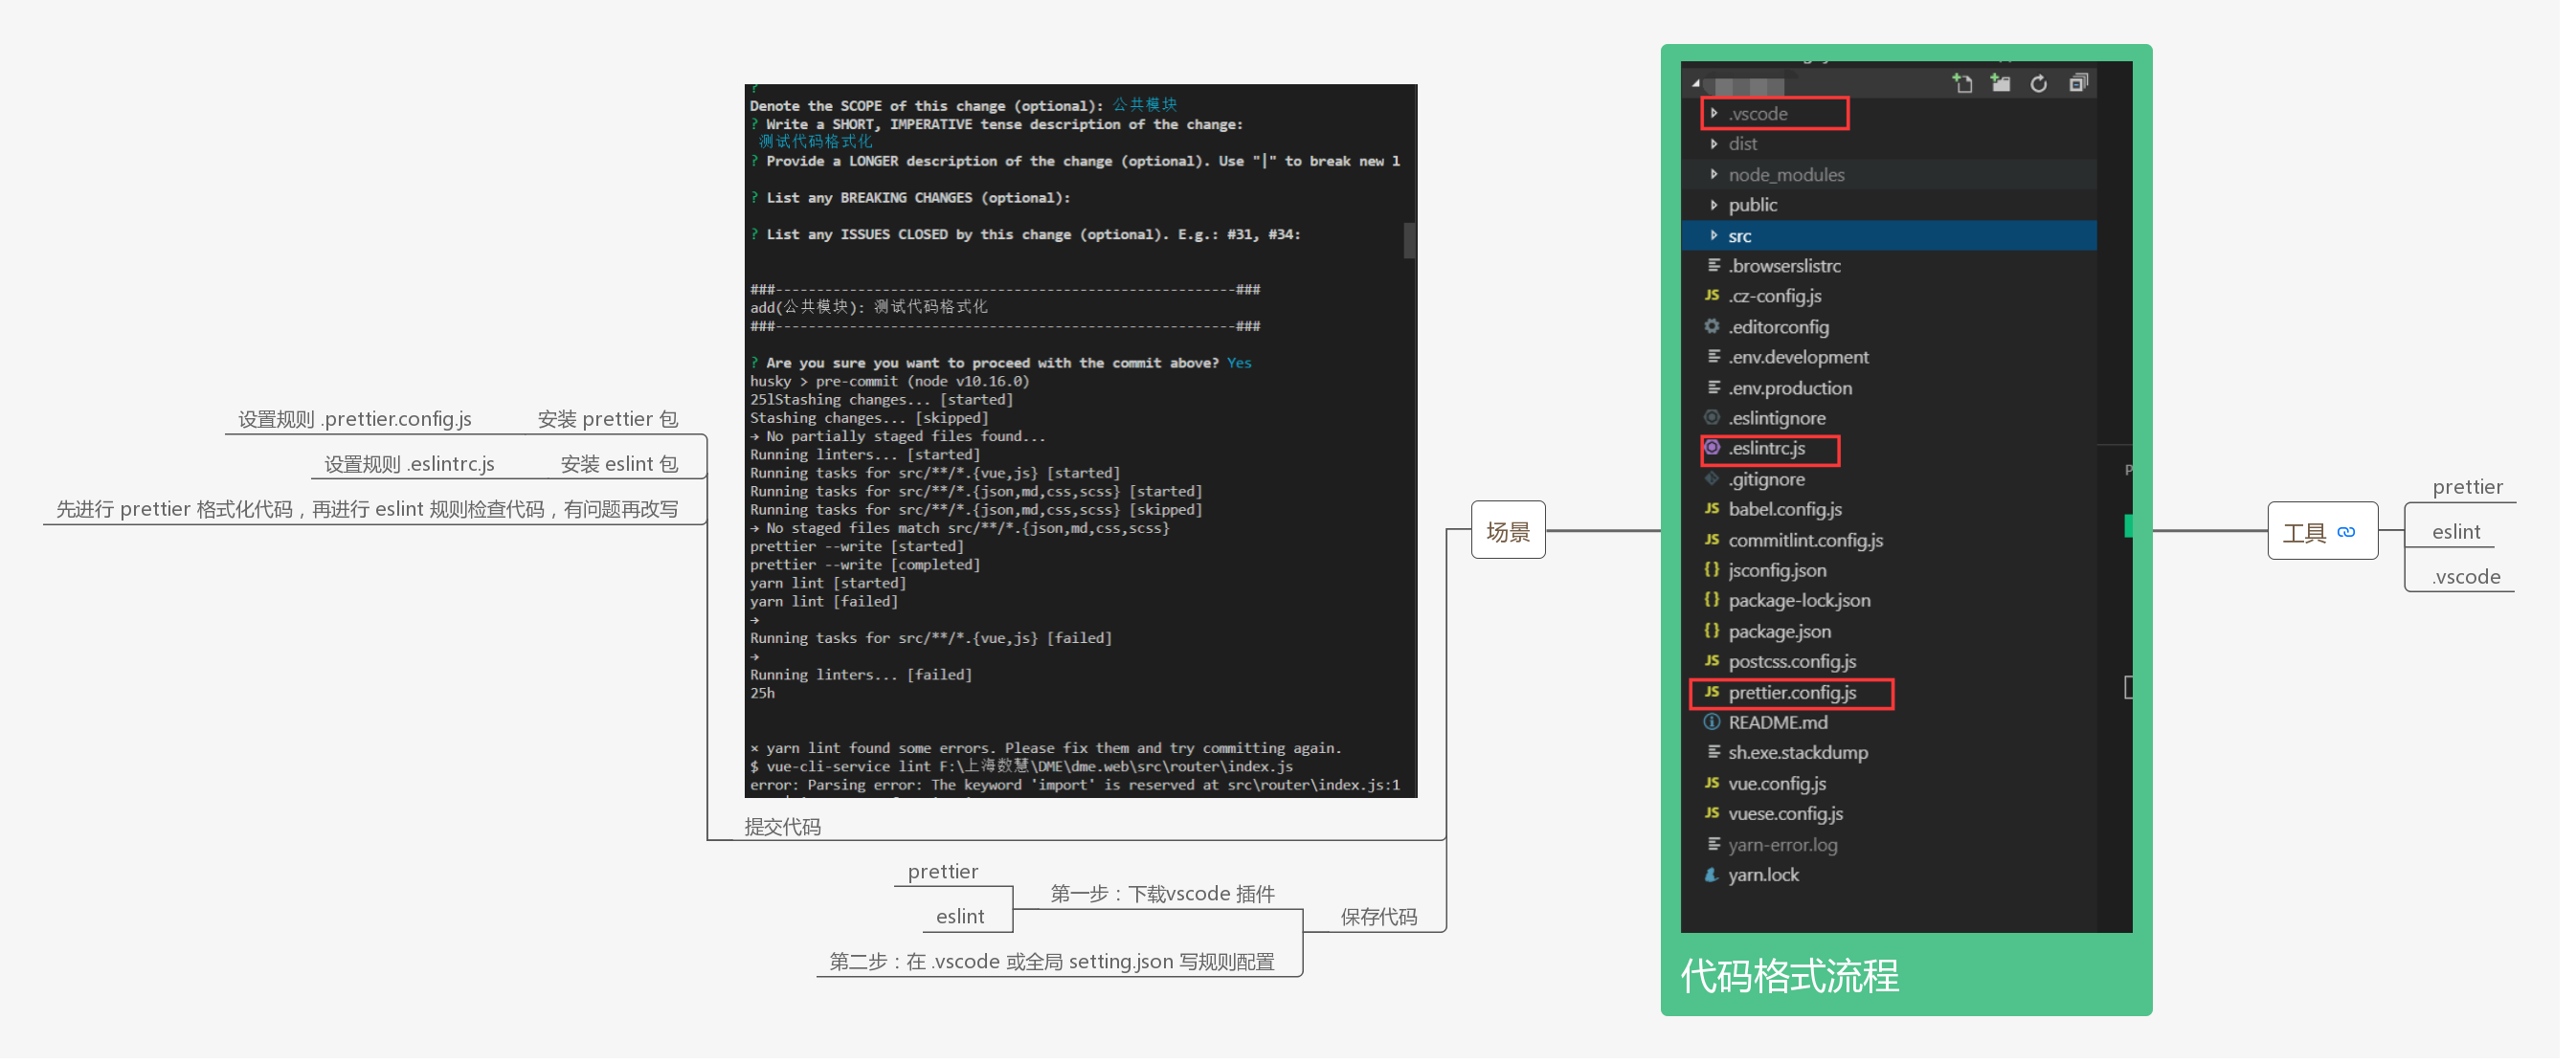 ?
Denote the SCOPE of this change (optional): 公共模块
? Write a SHORT, IMPERATIVE tense description of the change:
测试代码格式化
? Provide a LONGER description of the change (optional). Use "|" to break new l
? List any BREAKING CHANGES (optional):
? List any ISSUES CLOSED by this change (optional). E.g.: #31, #34:
###--------------------------------------------------------###
add(公共模块): 测试代码格式化
###--------------------------------------------------------###
? Are you sure you want to proceed with the commit above? Yes
husky > pre-commit (node v10.16.0)
25lStashing changes... [started]
Stashing changes... [skipped]
→ No partially staged files found...
Running linters... [started]
Running tasks for src/**/*.{vue,js} [started]
Running tasks for src/**/*.{json,md,css,scss} [started]
Running tasks for src/**/*.{json,md,css,scss} [skipped]
→ No staged files match src/**/*.{json,md,css,scss}
prettier --write [started]
prettier --write [completed]
yarn lint [started]
yarn lint [failed]
→
Running tasks for src/**/*.{vue,js} [failed]
→
Running linters... [failed]
25h
× yarn lint found some errors. Please fix them and try committing again.
$ vue-cli-service lint F:\上海数慧\DME\dme.web\src\router\index.js
error: Parsing error: The keyword 'import' is reserved at src\router\index.js:1
提交代码
安装 prettier 包
设置规则 .prettier.config.js
安装 eslint 包
设置规则 .eslintrc.js
先进行 prettier 格式化代码，再进行 eslint 规则检查代码，有问题再改写
保存代码
第一步：下载vscode 插件
prettier
eslint
第二步：在 .vscode 或全局 setting.json 写规则配置
场景
.vscode
dist
node_modules
public
src
.browserslistrc
JS .cz-config.js
.editorconfig
.env.development
.env.production
.eslintignore
.eslintrc.js
.gitignore
JS babel.config.js
JS commitlint.config.js
{} jsconfig.json
{} package-lock.json
{} package.json
JS postcss.config.js
JS prettier.config.js
README.md
sh.exe.stackdump
JS vue.config.js
JS vuese.config.js
yarn-error.log
yarn.lock
代码格式流程
工具
prettier
eslint
.vscode